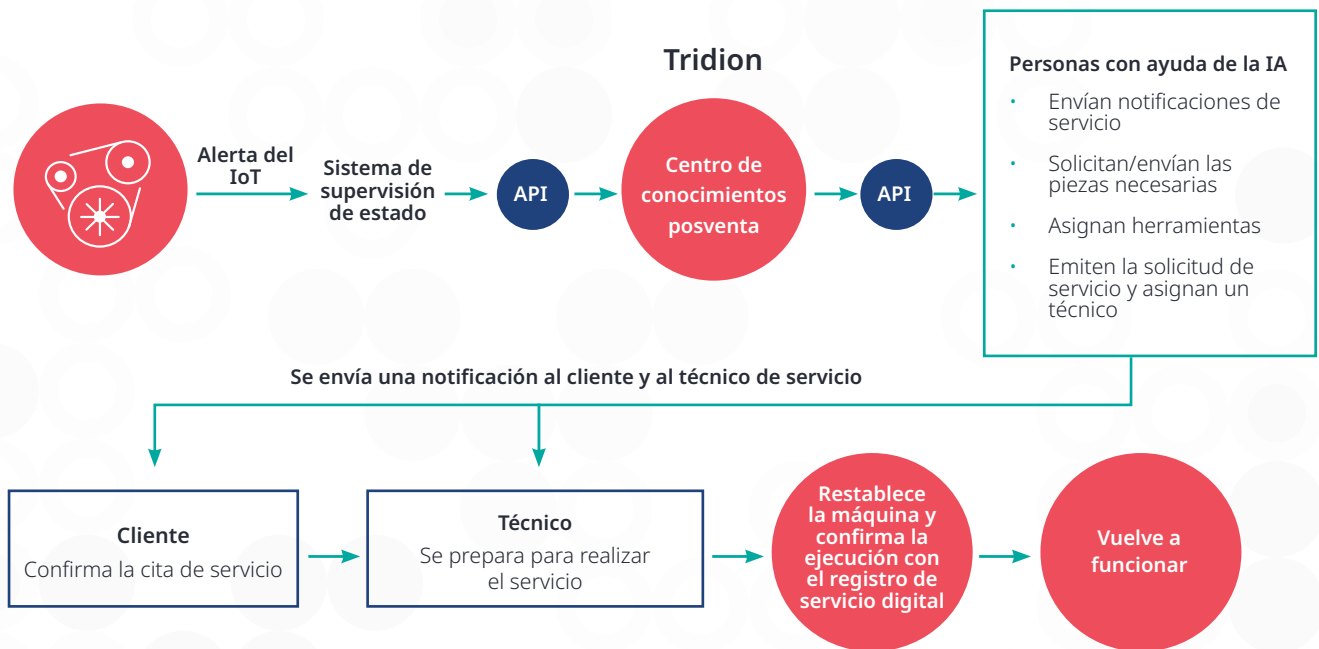 Tridion
Alerta del
IoT
Sistema de
supervisión
de estado
API
Centro de
conocimientos
posventa
API
Personas con ayuda de la IA
• Envían notificaciones de
servicio
• Solicitan/envían las
piezas necesarias
• Asignan herramientas
• Emiten la solicitud de
servicio y asignan un
técnico
Se envía una notificación al cliente y al técnico de servicio
Cliente
Confirma la cita de servicio
Técnico
Se prepara para realizar
el servicio
Restablece
la máquina y
confirma la
ejecución con
el registro de
servicio digital
Vuelve a
funcionar